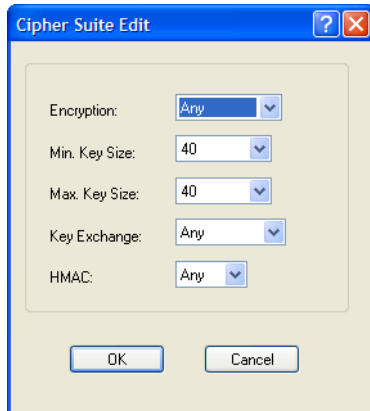 Cipher Suite Edit
Encryption: Any
Min. Key Size: 40
Max. Key Size: 40
Key Exchange: Any
HMAC: Any
OK Cancel